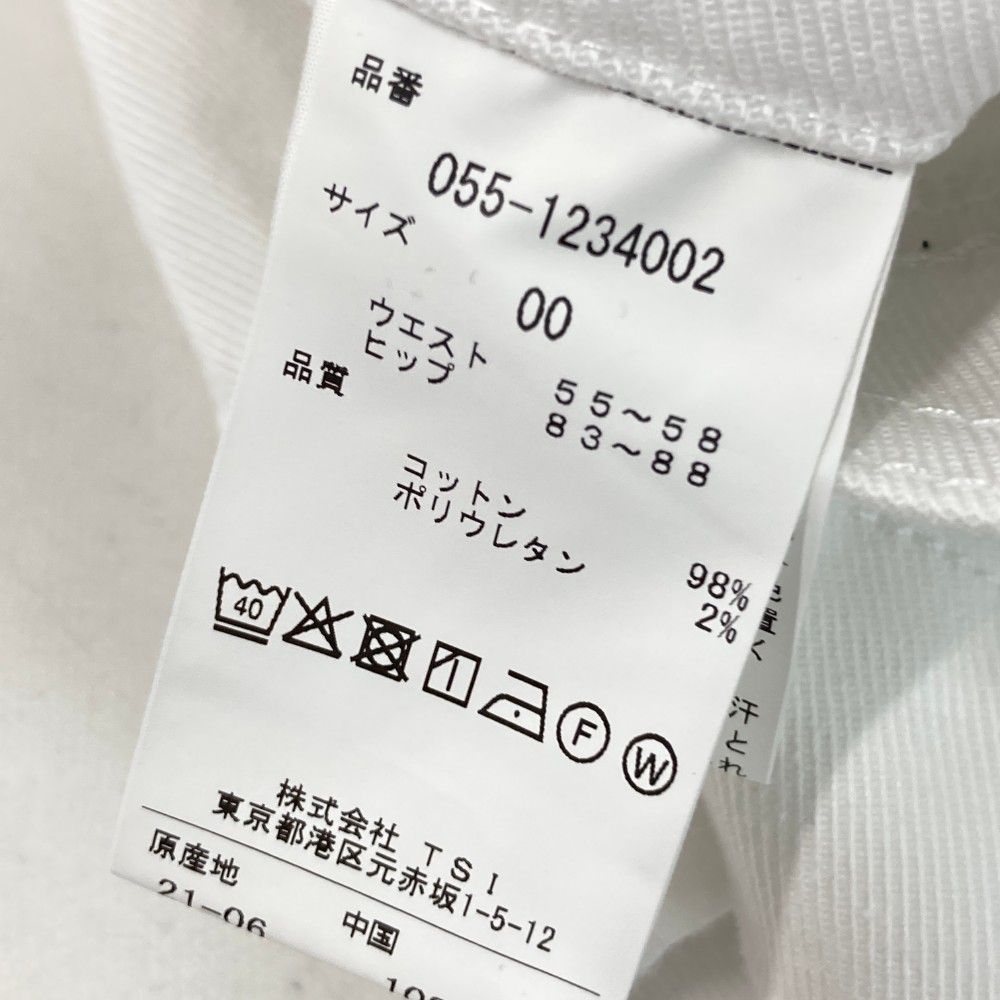 品番
055-1234002
サイズ
00
ウエスト 55～58
ヒップ 83～88
品質
コットン 98%
ポリウレタン 2%
40
F W
株式会社 TSI
東京都港区元赤坂1-5-12
原産地 中国
21-06
汗
と
れ